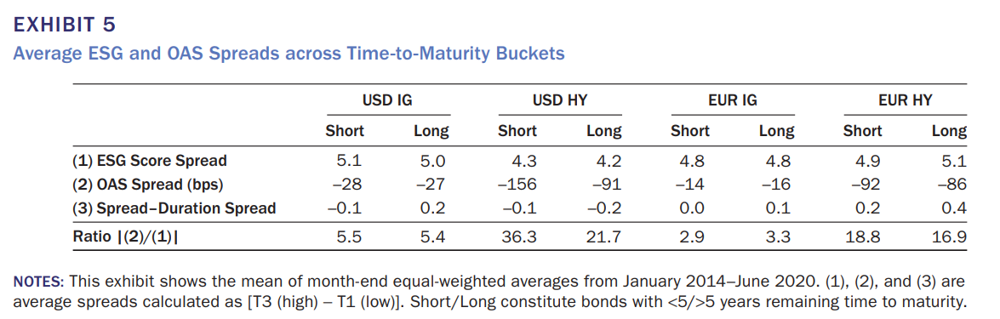 EXHIBIT 5
Average ESG and OAS Spreads across Time-to-Maturity Buckets
USD IG USD HY EUR IG EUR HY
Short Long Short Long Short Long Short Long
(1) ESG Score Spread 5.1 5.0 4.3 4.2 4.8 4.8 4.9 5.1
(2) OAS Spread (bps) –28 –27 –156 –91 –14 –16 –92 –86
(3) Spread–Duration Spread –0.1 0.2 –0.1 –0.2 0.0 0.1 0.2 0.4
Ratio |(2)/(1)| 5.5 5.4 36.3 21.7 2.9 3.3 18.8 16.9
NOTES: This exhibit shows the mean of month-end equal-weighted averages from January 2014–June 2020. (1), (2), and (3) are
average spreads calculated as [T3 (high) – T1 (low)]. Short/Long constitute bonds with <5/>5 years remaining time to maturity.